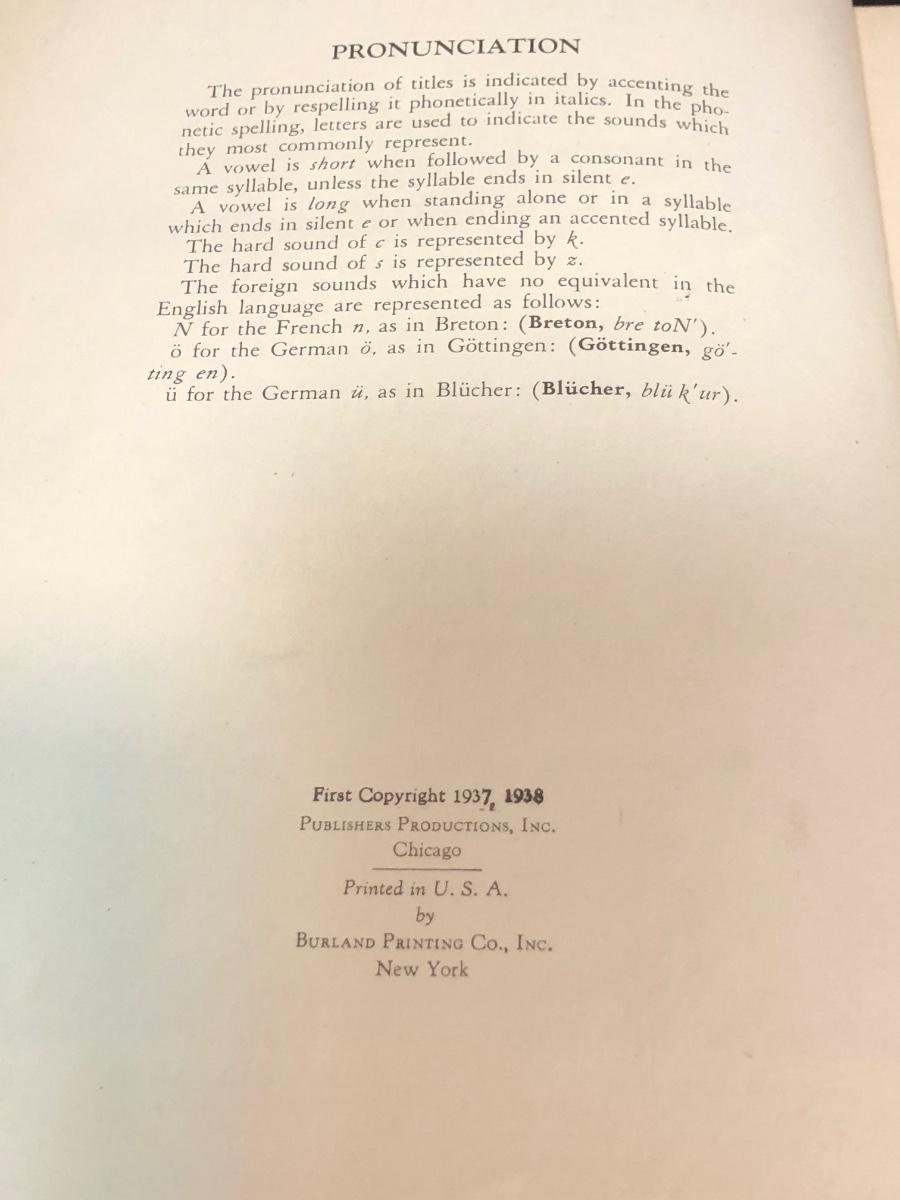 PRONUNCIATION
The pronunciation of titles is indicated by accenting the
word or by respelling it phonetically in italics. In the pho-
netic spelling, letters are used to indicate the sounds which
they most commonly represent.
A vowel is short when followed by a consonant in the
same syllable, unless the syllable ends in silent e.
A vowel is long when standing alone or in a syllable
which ends in silent e or when ending an accented syllable.
The hard sound of c is represented by k.
The hard sound of s is represented by z.
The foreign sounds which have no equivalent in the
English language are represented as follows:
N for the French n, as in Breton: (Breton, bre toN').
ö for the German ö, as in Göttingen: (Göttingen, gö'-
ting en).
ü for the German ü, as in Blücher: (Blücher, blü k'ur).
First Copyright 1937, 1938
PUBLISHERS PRODUCTIONS, INC.
Chicago
Printed in U. S. A.
by
BURLAND PRINTING CO., INC.
New York